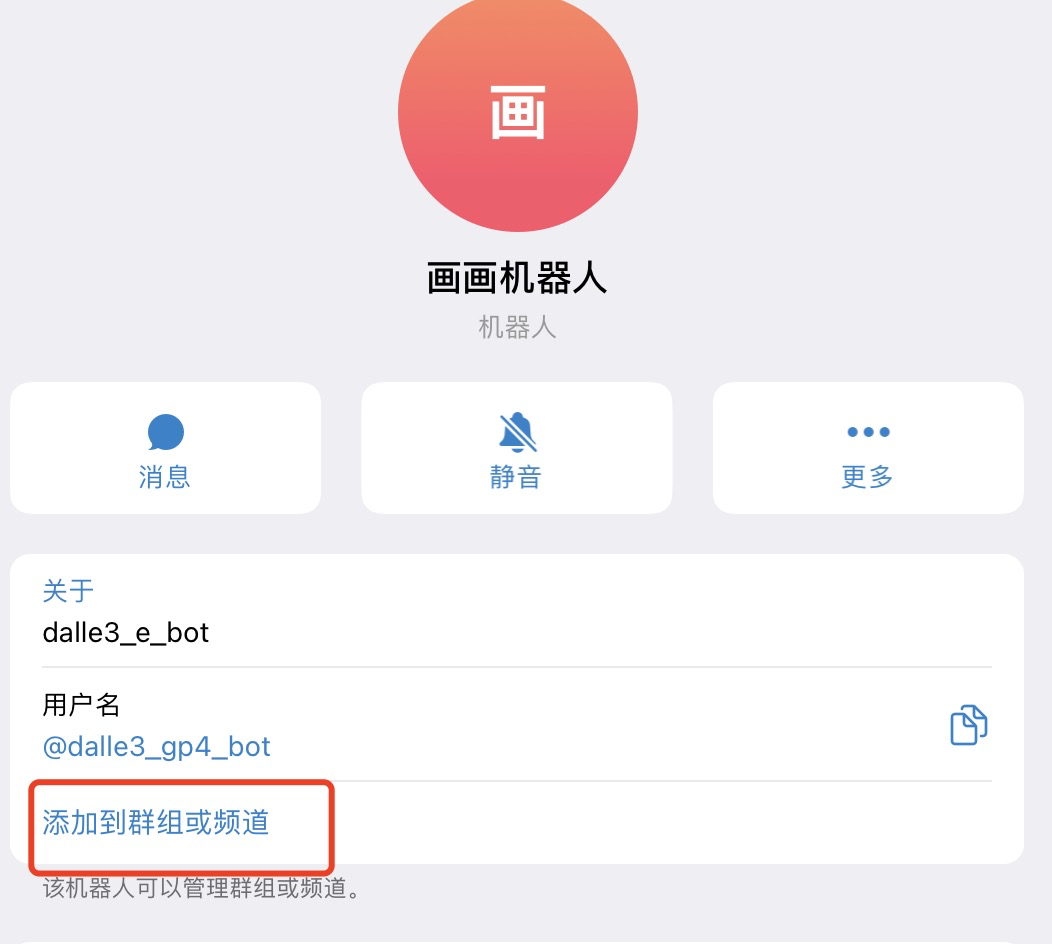 画
画画机器人
机器人
消息
静音
更多
关于
dalle3_e_bot
用户名
@dalle3_gp4_bot
添加到群组或频道
该机器人可以管理群组或频道。